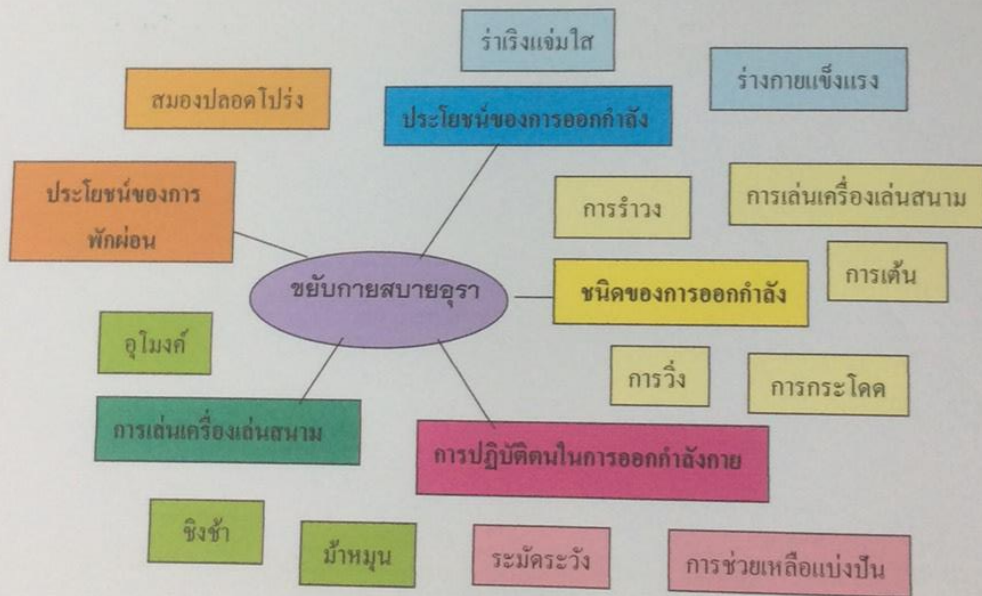 ร่าเริงแจ่มใส
ร่างกายแข็งแรง
สมองปลอดโปร่ง
ประโยชน์ของการออกกำลัง
ประโยชน์ของการ
พักผ่อน
การรำวง
การเล่นเครื่องเล่นสนาม
การเต้น
ขยับกายสบายอุรา
ชนิดของการออกกำลัง
อุโมงค์
การวิ่ง
การกระโดด
การเล่นเครื่องเล่นสนาม
การปฏิบัติตนในการออกกำลังกาย
ชิงช้า
ม้าหมุน
ระมัดระวัง
การช่วยเหลือแบ่งปัน